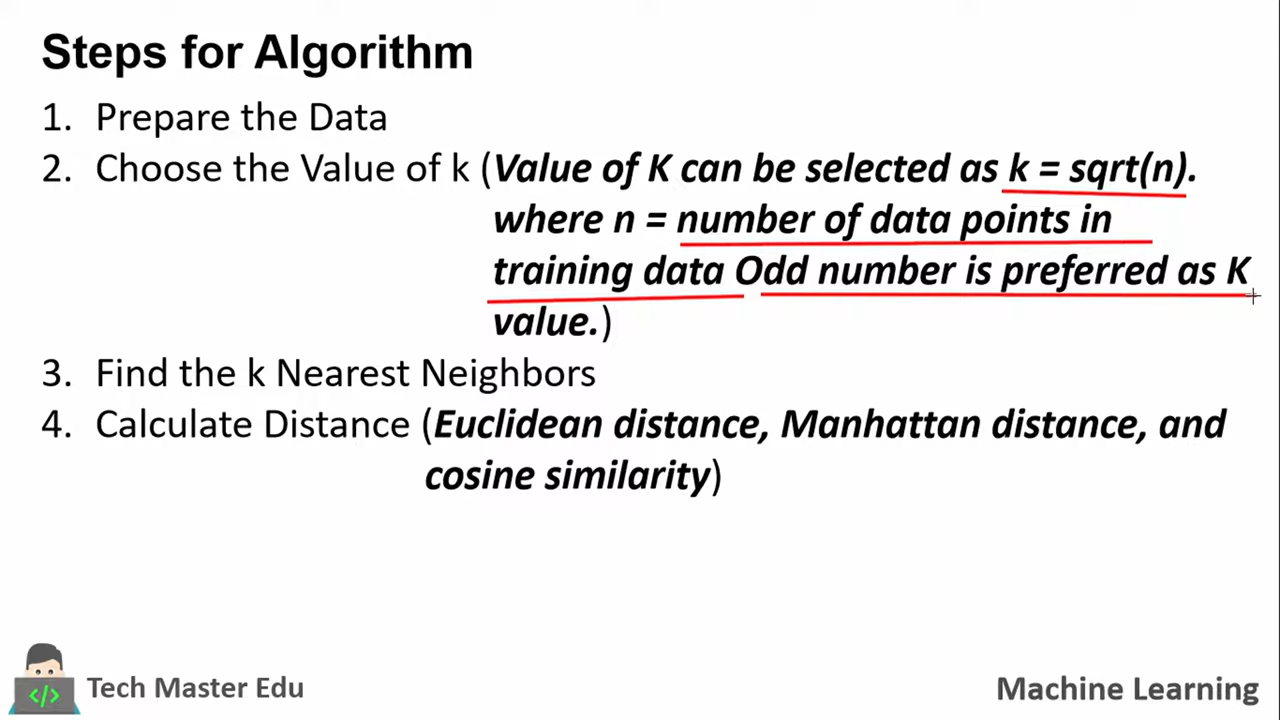 Steps for Algorithm
1. Prepare the Data
2. Choose the Value of k (Value of K can be selected as k = sqrt(n).
where n = number of data points in
training data Odd number is preferred as K
value.)
3. Find the k Nearest Neighbors
4. Calculate Distance (Euclidean distance, Manhattan distance, and
cosine similarity)
</>
Tech Master Edu
Machine Learning